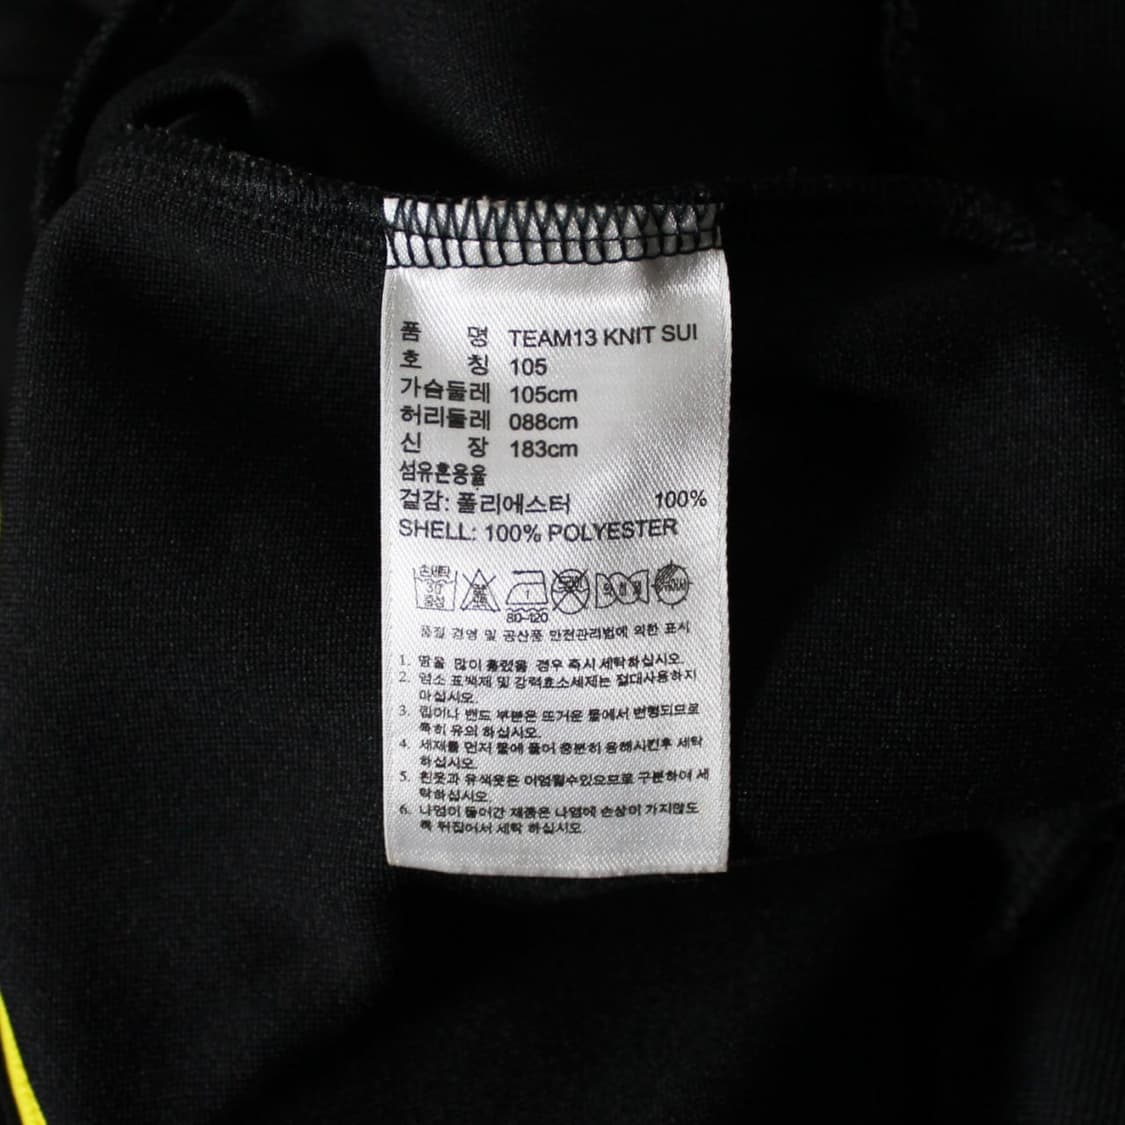 품 명 TEAM13 KNIT SUI
호 칭 105
가슴둘레 105cm
허리둘레 088cm
신 장 183cm
섬유혼용율
겉감: 폴리에스터 100%
SHELL: 100% POLYESTER
손세탁
30
중성
80~120
품질 경영 및 공산품 안전관리법에 의한 표시
1. 땀을 많이 흘렸을 경우 즉시 세탁하십시오.
2. 염소 표백제 및 강력효소세제는 절대사용하지
마십시오.
3. 립이나 밴드 부분은 뜨거운 물에서 변형되므로
특히 유의 하십시오.
4. 세제를 먼저 물에 풀어 충분히 용해시킨후 세탁
하십시오.
5. 흰옷과 유색옷은 이염될수있으므로 구분하여 세
탁하십시오.
6. 나염이 들어간 제품은 나염에 손상이 가지않도
록 뒤집어서 세탁 하십시오.